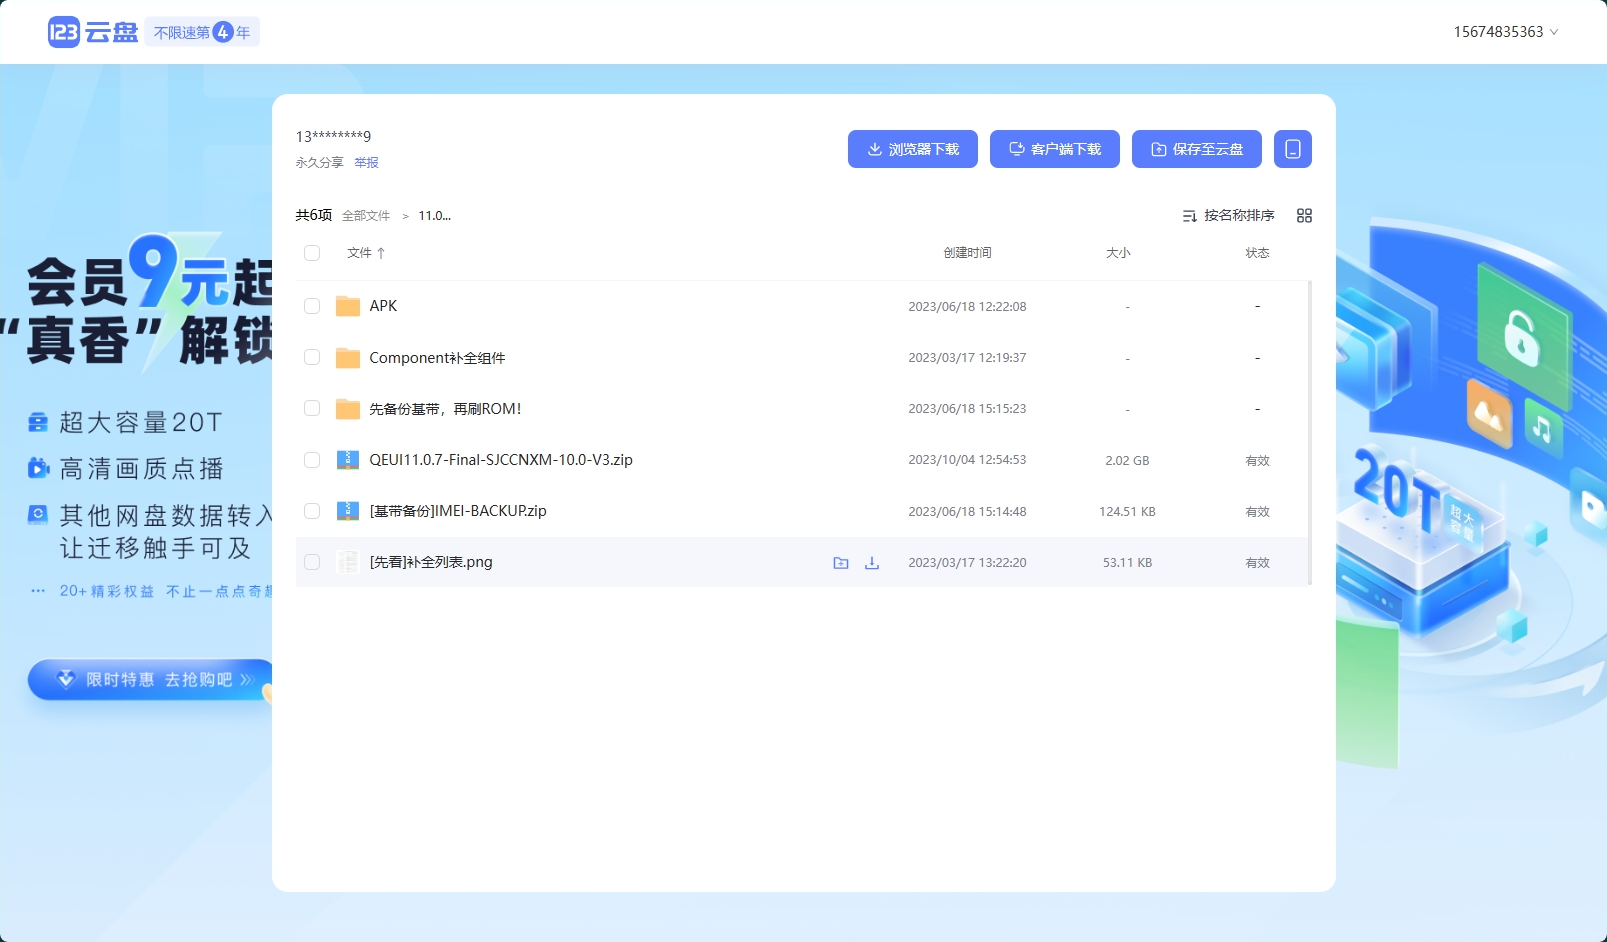 123云盘
不限速第4年
15674835363
13********9
永久分享 举报
浏览器下载
客户端下载
保存至云盘
共6项 全部文件 > 11.0...
按名称排序
文件 ↑ 创建时间 大小 状态
APK 2023/06/18 12:22:08 - -
Component补全组件 2023/03/17 12:19:37 - -
先备份基带，再刷ROM！ 2023/06/18 15:15:23 - -
QEUI11.0.7-Final-SJCCNXM-10.0-V3.zip 2023/10/04 12:54:53 2.02 GB 有效
[基带备份]IMEI-BACKUP.zip 2023/06/18 15:14:48 124.51 KB 有效
[先看]补全列表.png 2023/03/17 13:22:20 53.11 KB 有效
会员9元起
“真香”解锁
超大容量20T
高清画质点播
其他网盘数据转入
让迁移触手可及
··· 20+精彩权益 不止一点点奇趣
限时特惠 去抢购吧 »
20T
超大
容量